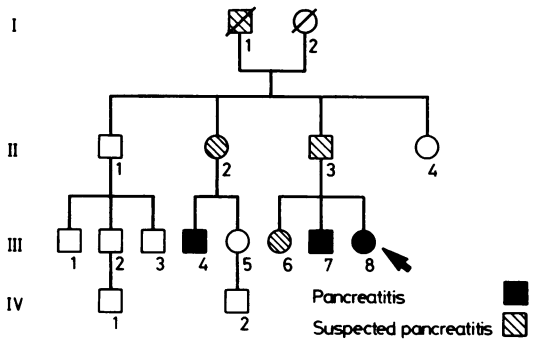 I
1 2
II
1 2 3 4
III
1 2 3 4 5 6 7 8
IV
1 2
Pancreatitis
Suspected pancreatitis